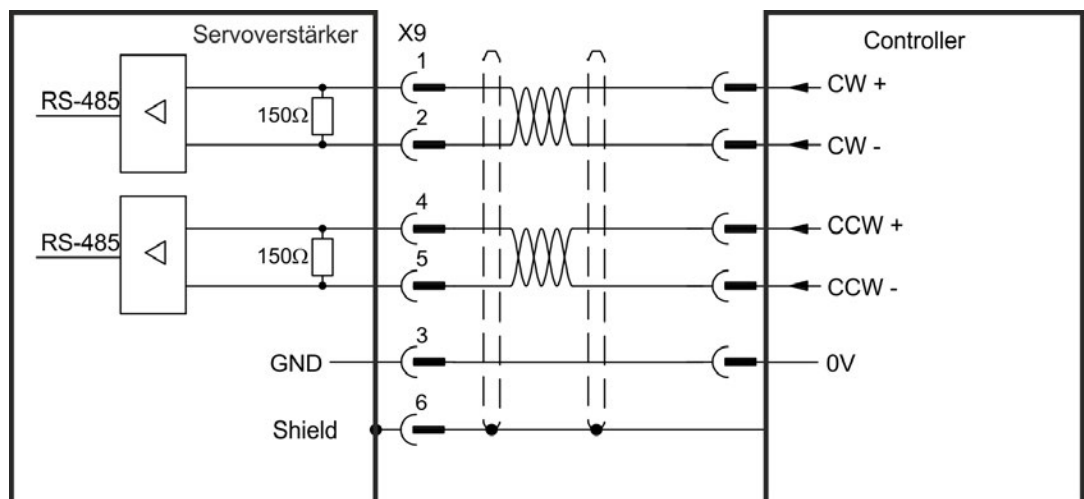 Servoverstärker
X9
Controller
1
CW +
RS-485
150Ω
2
CW -
4
CCW +
RS-485
150Ω
5
CCW -
3
GND
0V
6
Shield